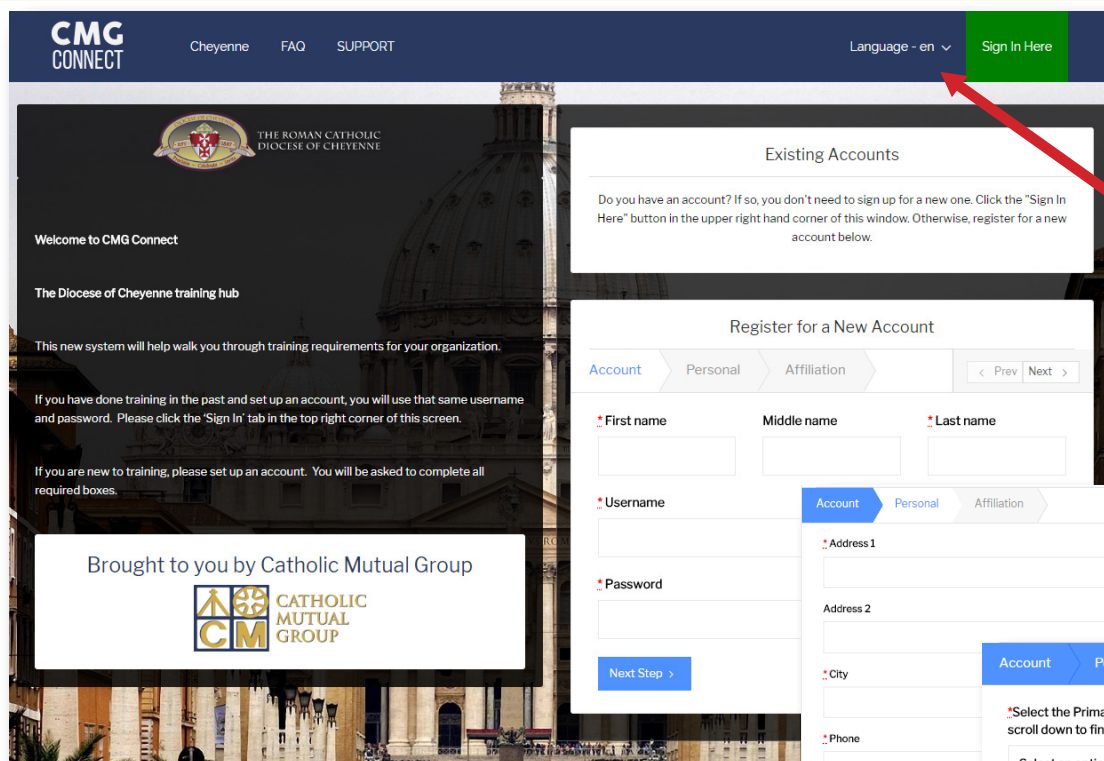 CMG
CONNECT
Cheyenne FAQ SUPPORT
Language - en
Sign In Here
THE ROMAN CATHOLIC
DIOCESE OF CHEYENNE
Welcome to CMG Connect
The Diocese of Cheyenne training hub
This new system will help walk you through training requirements for your organization.
If you have done training in the past and set up an account, you will use that same username
and password. Please click the ‘Sign In’ tab in the top right corner of this screen.
If you are new to training, please set up an account. You will be asked to complete all
required boxes.
Brought to you by Catholic Mutual Group
CM
CATHOLIC
MUTUAL
GROUP
Existing Accounts
Do you have an account? If so, you don't need to sign up for a new one. Click the "Sign In
Here" button in the upper right hand corner of this window. Otherwise, register for a new
account below.
Register for a New Account
Account Personal Affiliation
< Prev Next >
* First name Middle name * Last name
* Username
* Password
Next Step >
Account Personal Affiliation
* Address 1
Address 2
* City
* Phone
Account
*Select the
scroll down to